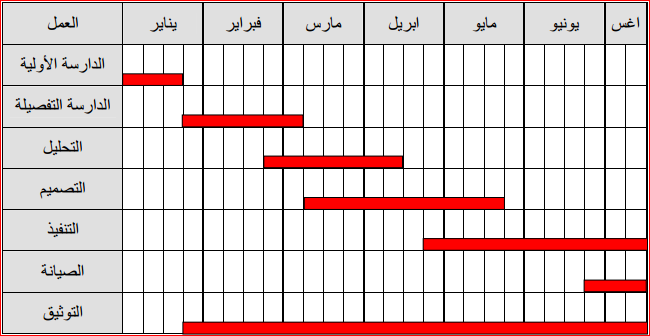 العمل يناير فبراير مارس ابريل مايو يونيو اغس
الدارسة الأولية
الدارسة التفصيلة
التحليل
التصميم
التنفيذ
الصيانة
التوثيق